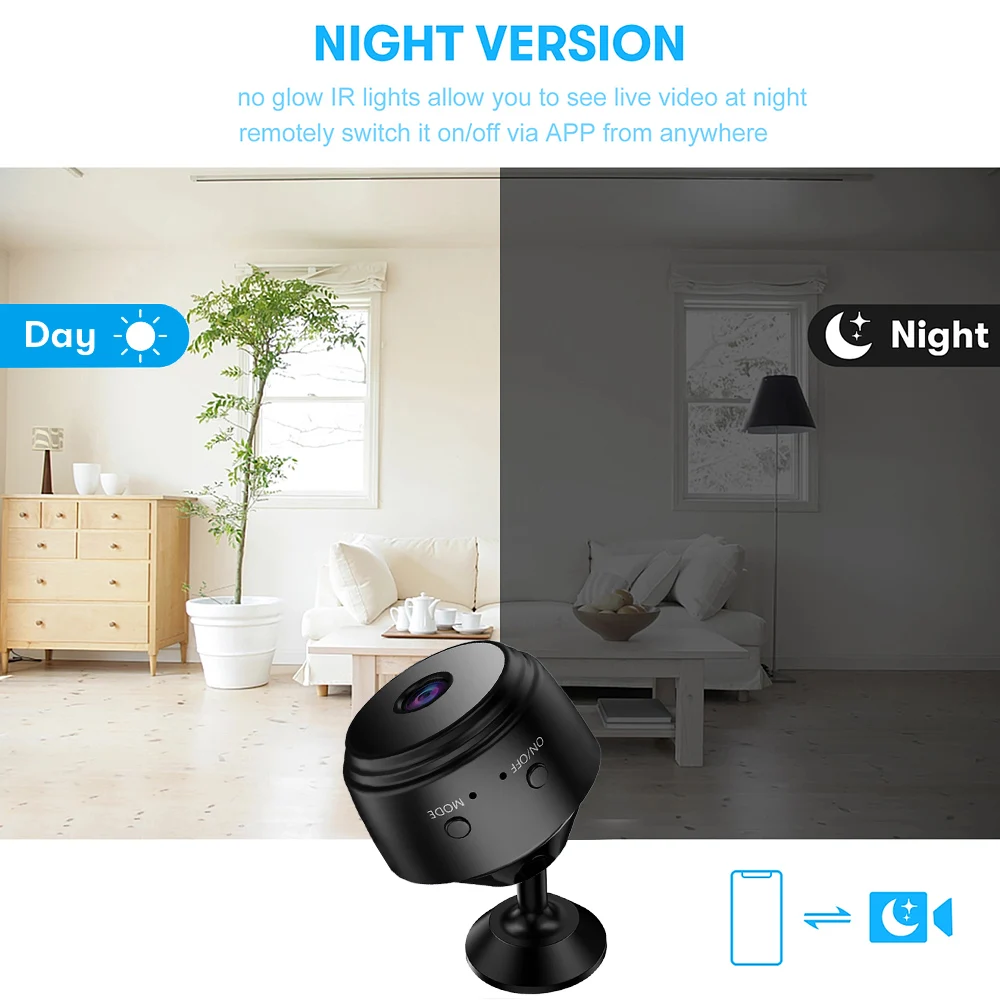 NIGHT VERSION
no glow IR lights allow you to see live video at night
remotely switch it on/off via APP from anywhere
Day
Night
ON/OFF
MODE